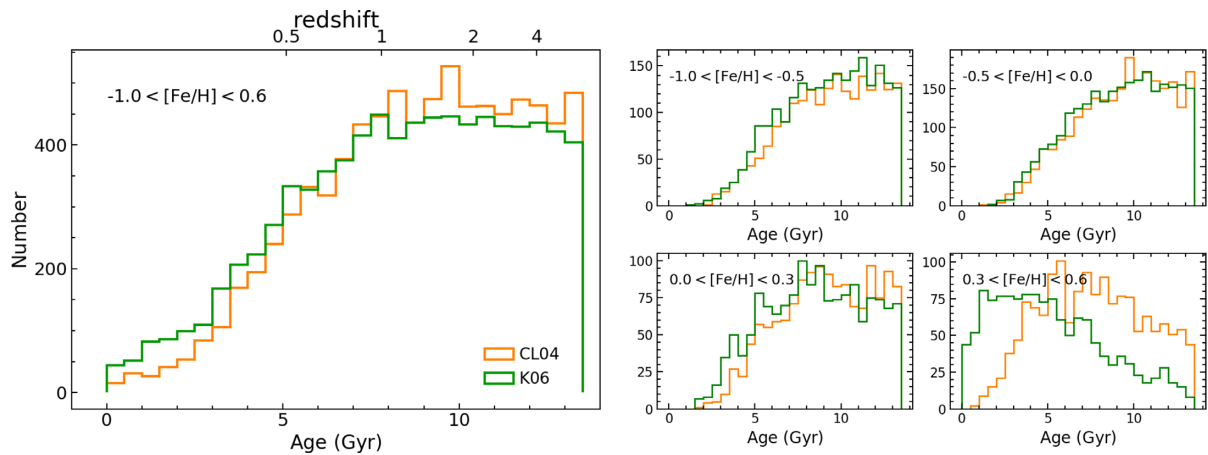 redshift
0.5 1 2 4
-1.0 < [Fe/H] < 0.6
Number
400
200
0
CL04
K06
0 5 10
Age (Gyr)
-1.0 < [Fe/H] < -0.5
150
100
50
0
0 5 10
Age (Gyr)
-0.5 < [Fe/H] < 0.0
150
100
50
0
0 5 10
Age (Gyr)
0.0 < [Fe/H] < 0.3
100
75
50
25
0
0 5 10
Age (Gyr)
0.3 < [Fe/H] < 0.6
100
75
50
25
0
0 5 10
Age (Gyr)